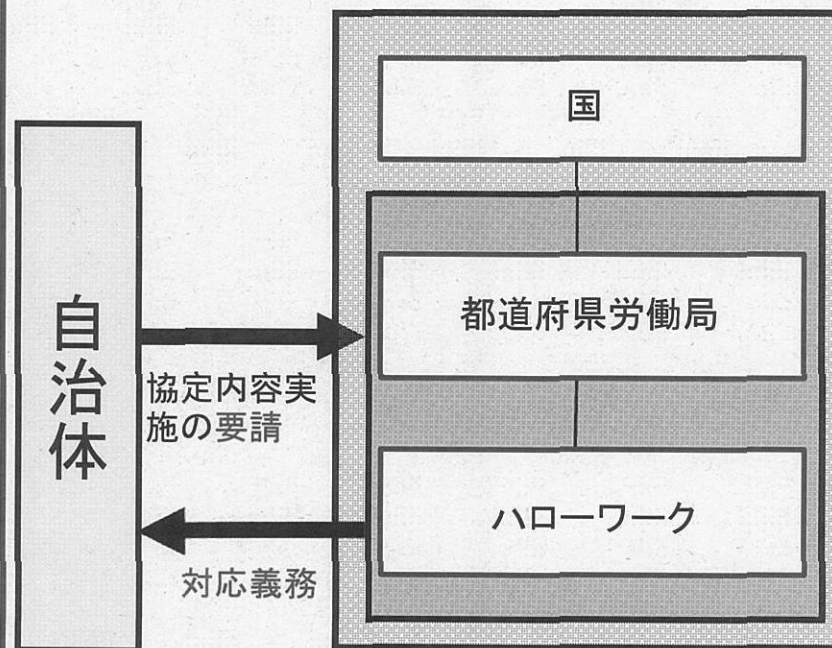 国
自治体
都道府県労働局
協定内容実
施の要請
ハローワーク
対応義務